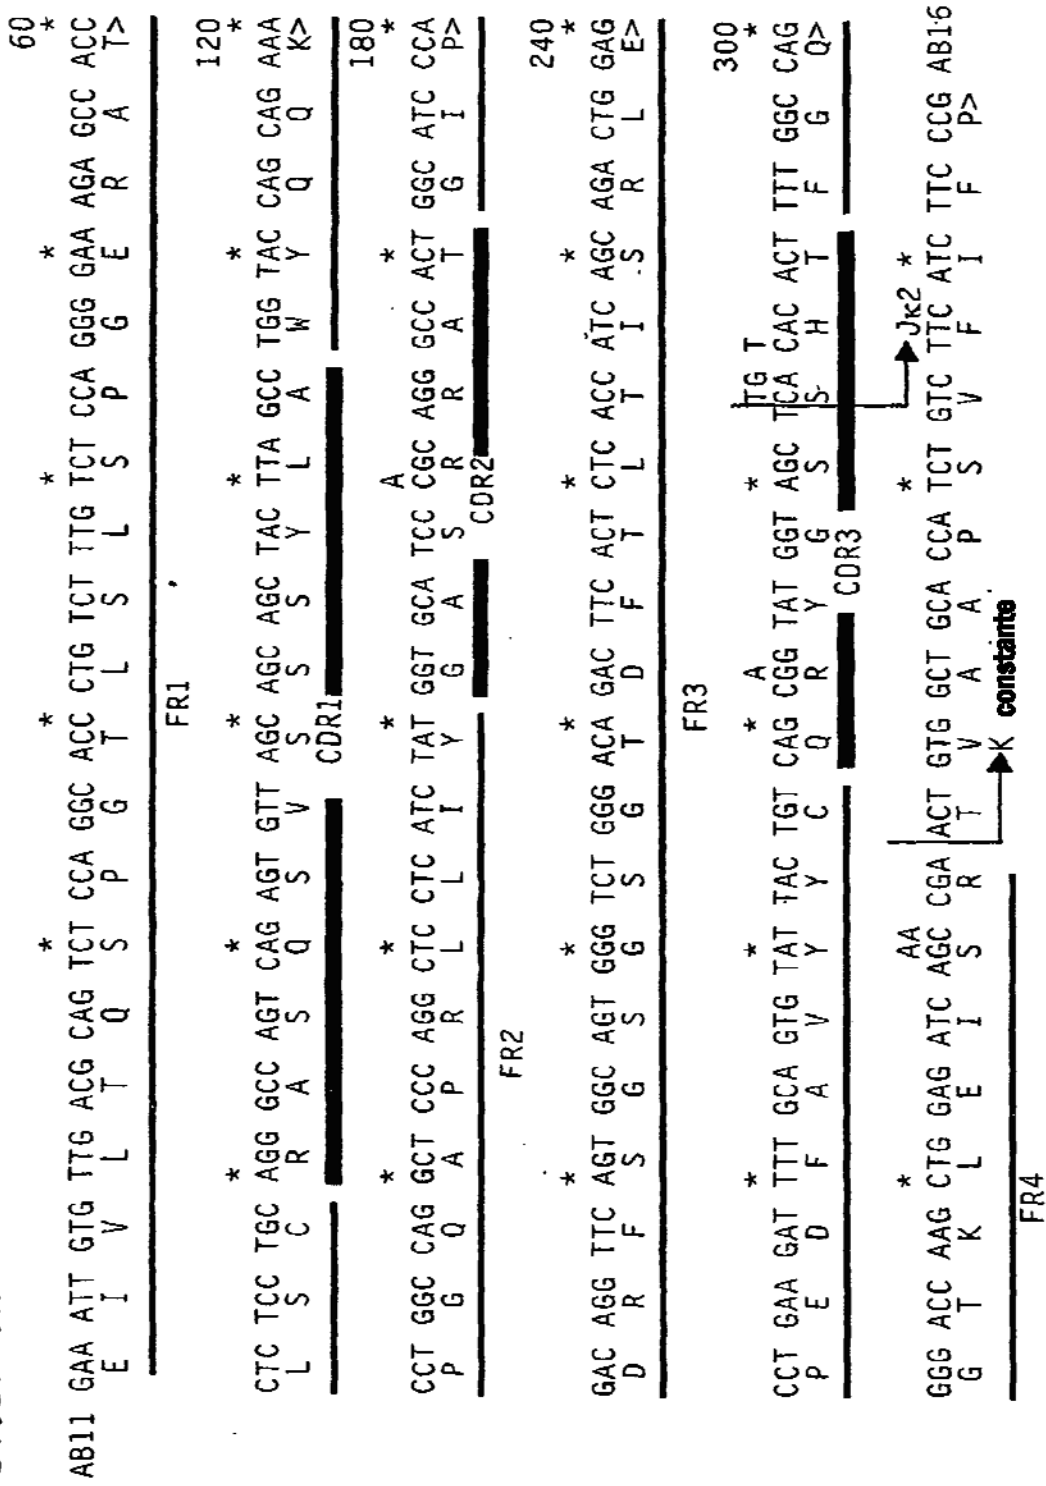 60
* * * * * *
AB11 GAA ATT GTG TTG ACG CAG TCT CCA GGC ACC CTG TCT TTG TCT CCA GGG GAA AGA GCC ACC
E I V L T Q S P G T L S L S P G E R A T>
FR1
120
* * * * * *
CTC TCC TGC AGG GCC AGT CAG AGT GTT AGC AGC AGC TAC TTA GCC TGG TAC CAG CAG AAA
L S C R A S Q S V S S S Y L A W Y Q Q K>
CDR1
180
* * * A * *
CCT GGC CAG GCT CCC AGG CTC CTC ATC TAT GGT GCA TCC CGC AGG GCC ACT GGC ATC CCA
P G Q A P R L L I Y G A S R R A T G I P>
FR2 CDR2
240
* * * * * *
GAC AGG TTC AGT GGC AGT GGG TCT GGG ACA GAC TTC ACT CTC ACC ATC AGC AGA CTG GAG
D R F S G S G S G T D F T L T I S R L E>
FR3
300
* * * A * TG T *
CCT GAA GAT TTT GCA GTG TAT TAC TGT CAG CGG TAT GGT AGC TCA CAC ACT TTT GGC CAG
P E D F A V Y Y C Q R Y G S S H T F G Q>
CDR3
* AA * Jκ2 *
GGG ACC AAG CTG GAG ATC AGC CGA ACT GTG GCT GCA CCA TCT GTC TTC ATC TTC CCG AB1·6
G T K L E I S R T V A A P S V F I F P>
FR4 K constante